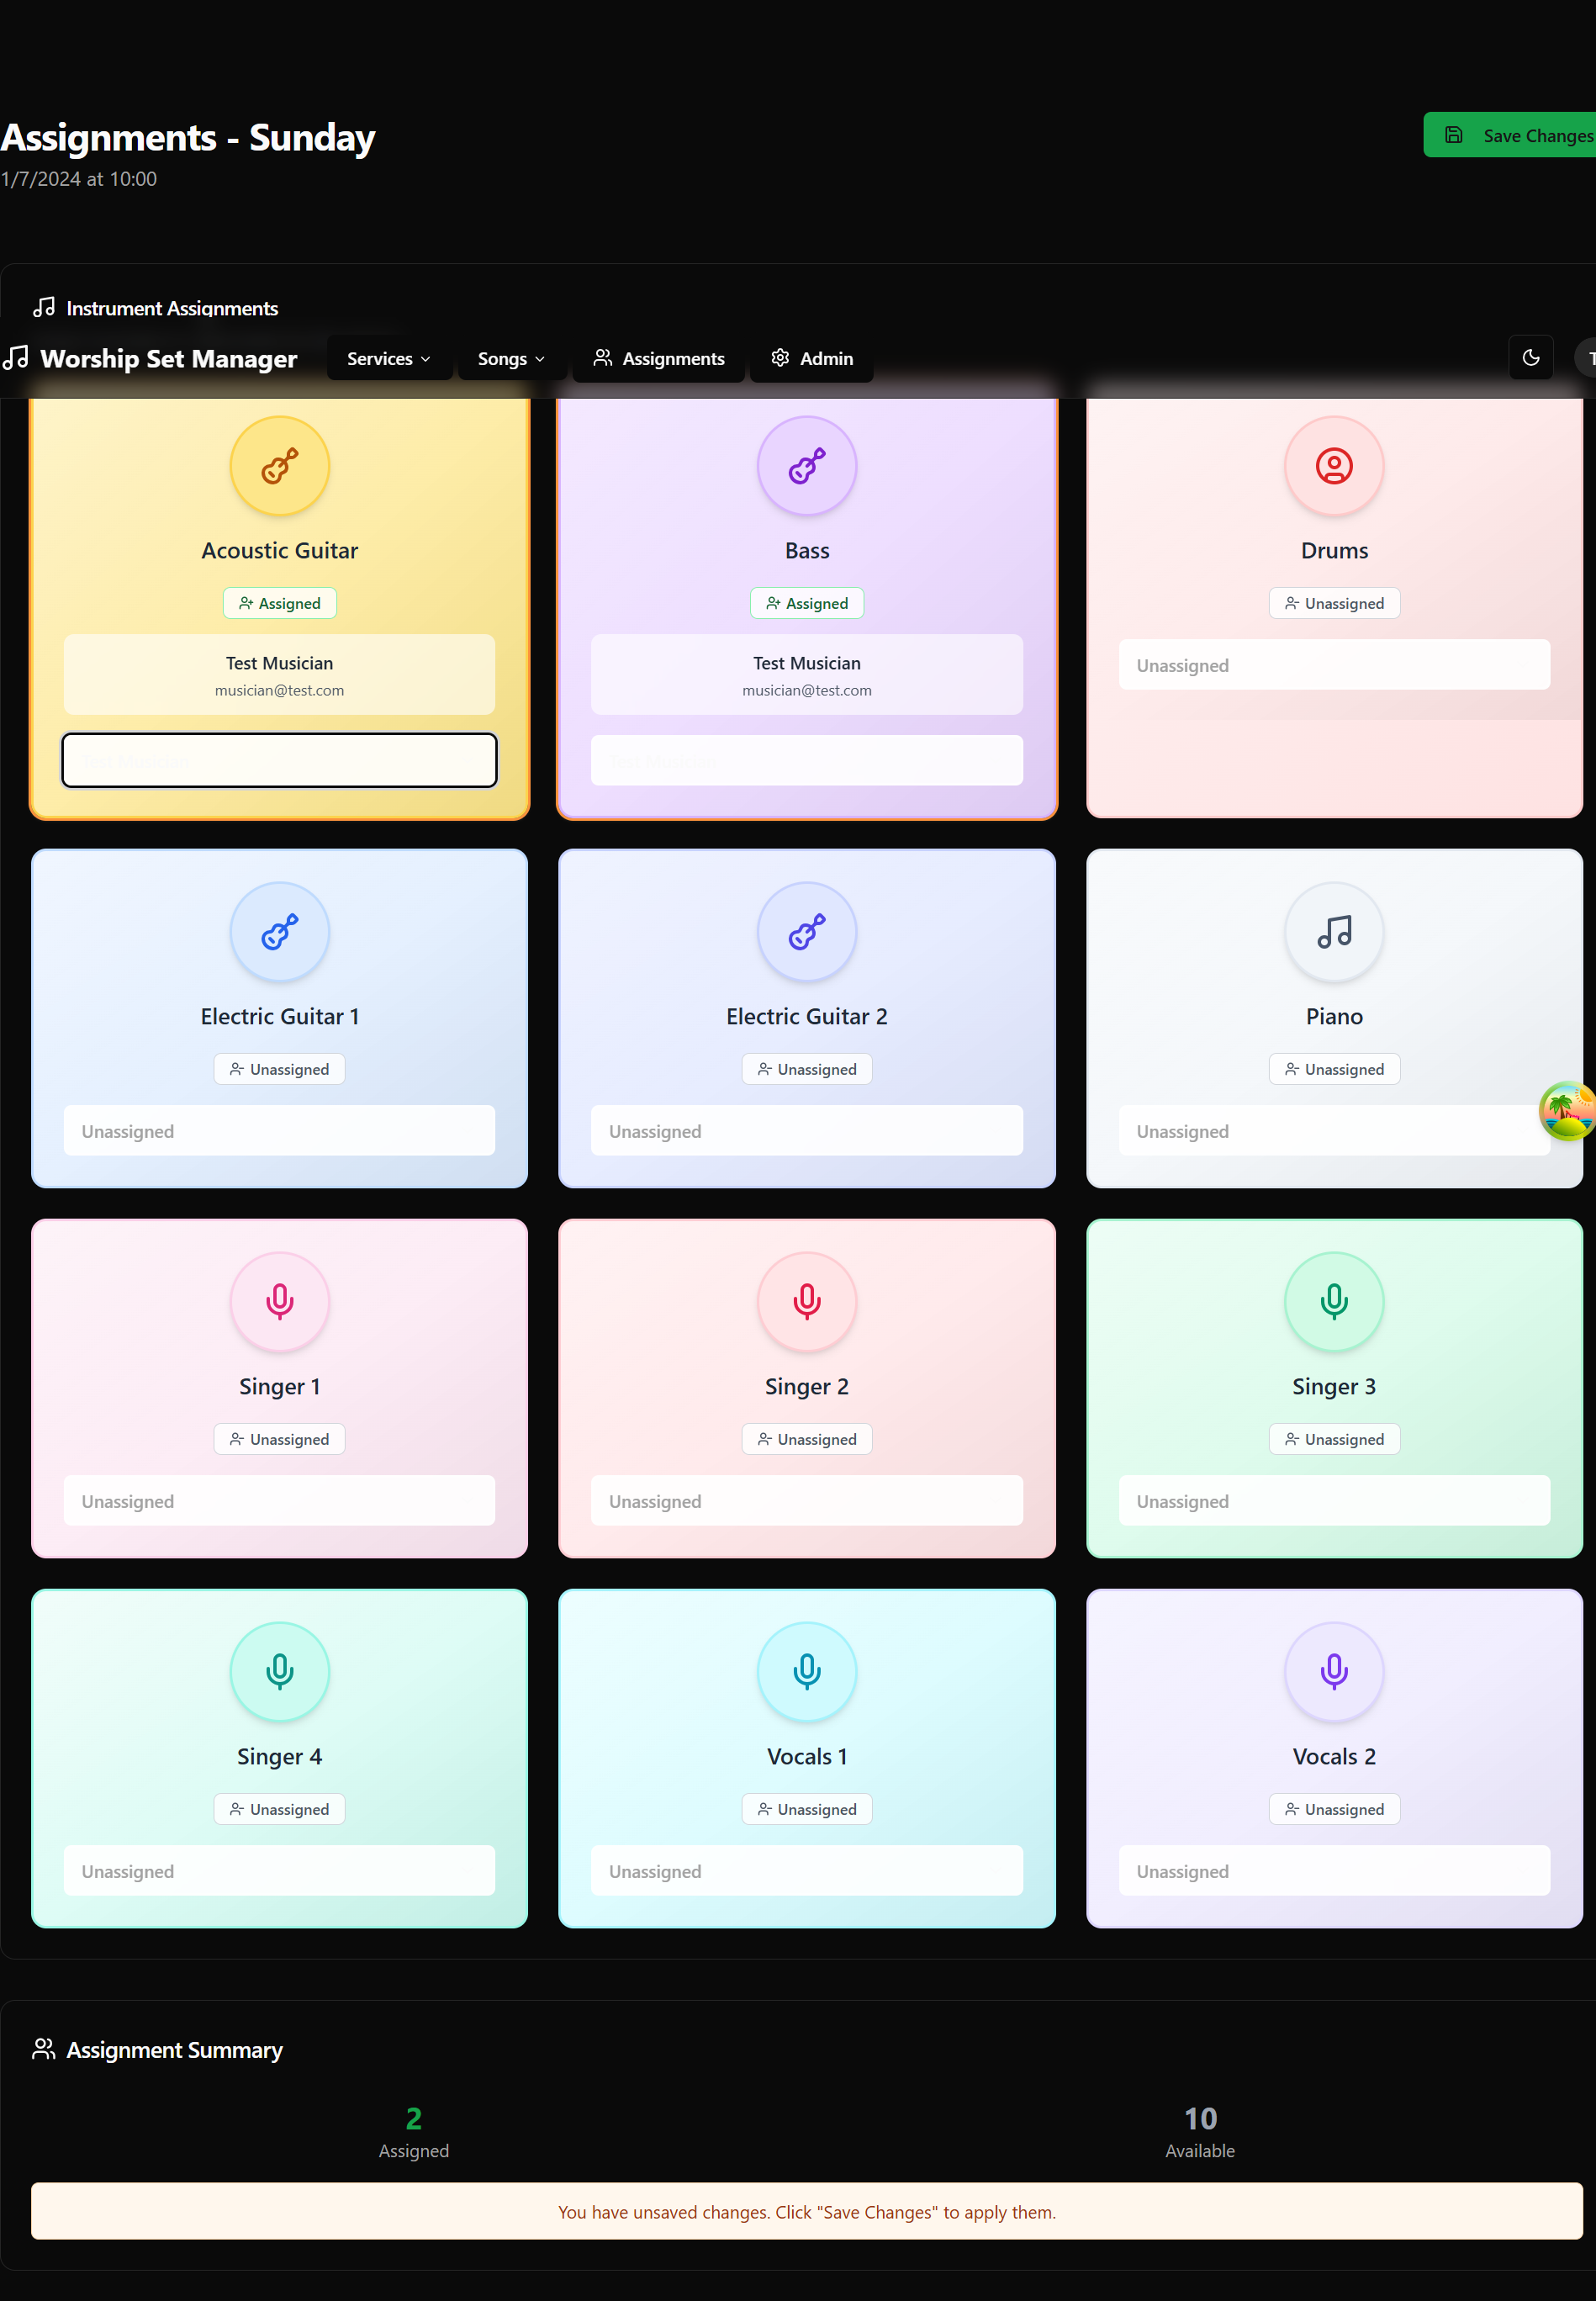 Assignments - Sunday
Save Changes
1/7/2024 at 10:00
Instrument Assignments
Worship Set Manager
Services
Songs
Assignments
Admin
Acoustic Guitar
Assigned
Test Musician
musician@test.com
Test Musician
Bass
Assigned
Test Musician
musician@test.com
Test Musician
Drums
Unassigned
Unassigned
Electric Guitar 1
Unassigned
Unassigned
Electric Guitar 2
Unassigned
Unassigned
Piano
Unassigned
Unassigned
Singer 1
Unassigned
Unassigned
Singer 2
Unassigned
Unassigned
Singer 3
Unassigned
Unassigned
Singer 4
Unassigned
Unassigned
Vocals 1
Unassigned
Unassigned
Vocals 2
Unassigned
Unassigned
Assignment Summary
2
Assigned
10
Available
You have unsaved changes. Click "Save Changes" to apply them.